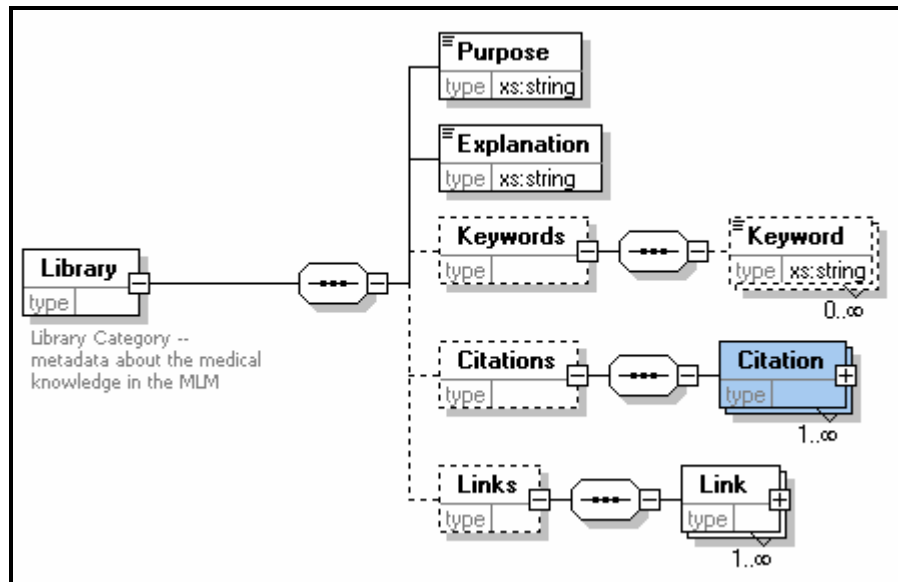 Purpose
type xs:string
Explanation
type xs:string
Keywords
type
Keyword
type xs:string
0..∞
Library
type
Library Category --
metadata about the medical
knowledge in the MLM
Citations
type
Citation
type
1..∞
Links
type
Link
type
1..∞